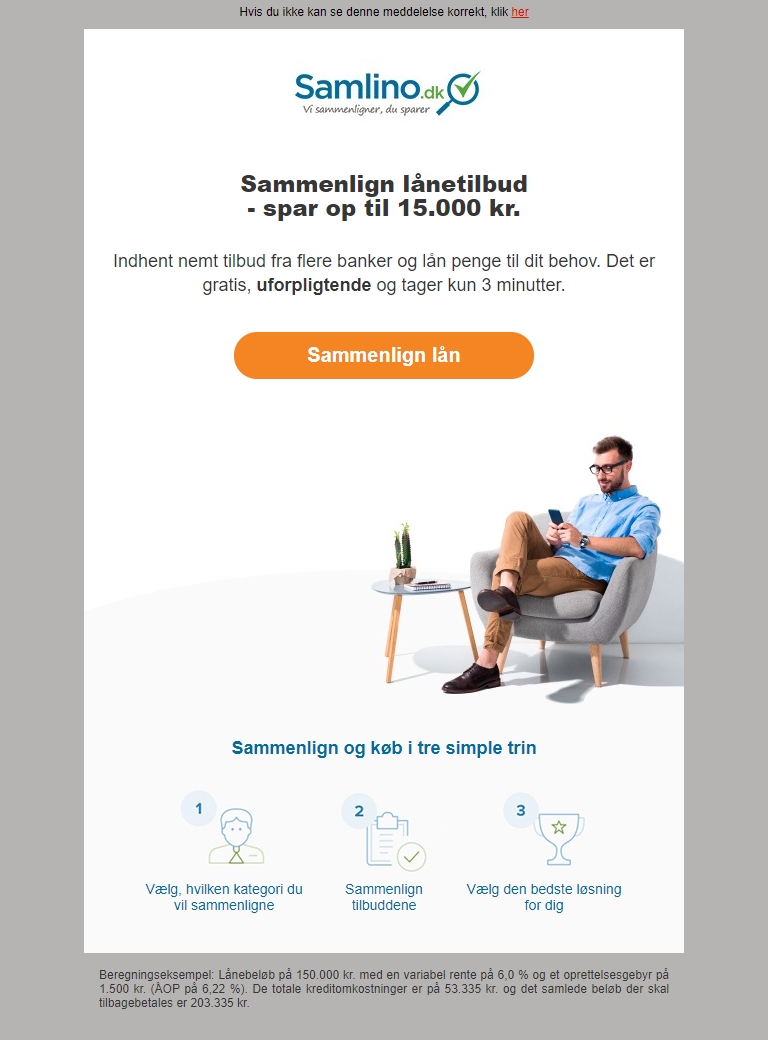 Hvis du ikke kan se denne meddelelse korrekt, klik her
Samlino.dk
Vi sammenligner, du sparer
Sammenlign lånetilbud
- spar op til 15.000 kr.
Indhent nemt tilbud fra flere banker og lån penge til dit behov. Det er
gratis, uforpligtende og tager kun 3 minutter.
Sammenlign lån
Sammenlign og køb i tre simple trin
1
Vælg, hvilken kategori du
vil sammenligne
2
Sammenlign
tilbuddene
3
Vælg den bedste løsning
for dig
Beregningseksempel: Lånebeløb på 150.000 kr. med en variabel rente på 6,0 % og et oprettelsesgebyr på
1.500 kr. (ÅOP på 6,22 %). De totale kreditomkostninger er på 53.335 kr. og det samlede beløb der skal
tilbagebetales er 203.335 kr.